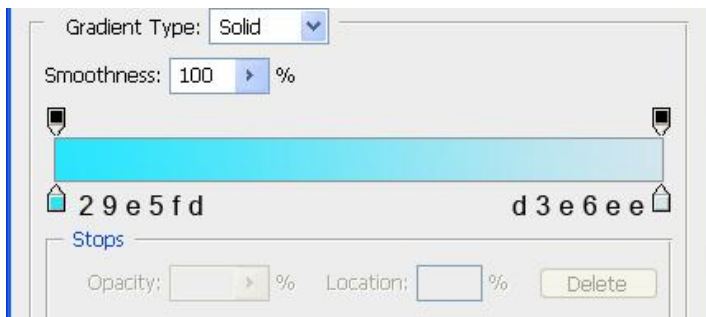 Gradient Type: Solid
Smoothness: 100 %
29e5fd d3e6ee
Stops
Opacity: % Location: % Delete